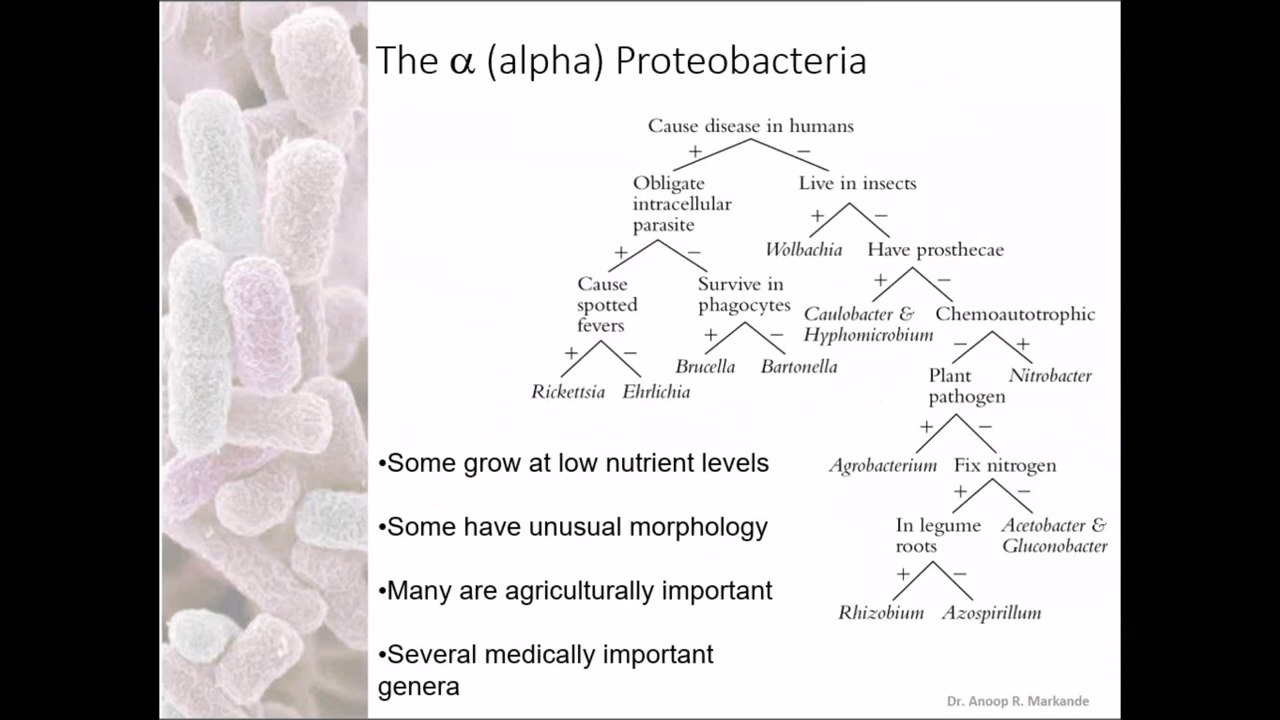 The α (alpha) Proteobacteria
Cause disease in humans
+ −
Obligate
intracellular
parasite
Live in insects
+ −
Wolbachia
Have prosthecae
+ −
Cause
spotted
fevers
Survive in
phagocytes
+ −
Caulobacter &
Hyphomicrobium
Chemoautotrophic
+ −
Rickettsia
Ehrlichia
+ −
Brucella
Bartonella
− +
Plant
pathogen
Nitrobacter
+ −
Agrobacterium
Fix nitrogen
+ −
In legume
roots
Acetobacter &
Gluconobacter
+ −
Rhizobium
Azospirillum
•Some grow at low nutrient levels
•Some have unusual morphology
•Many are agriculturally important
•Several medically important
genera
Dr. Anoop R. Markande